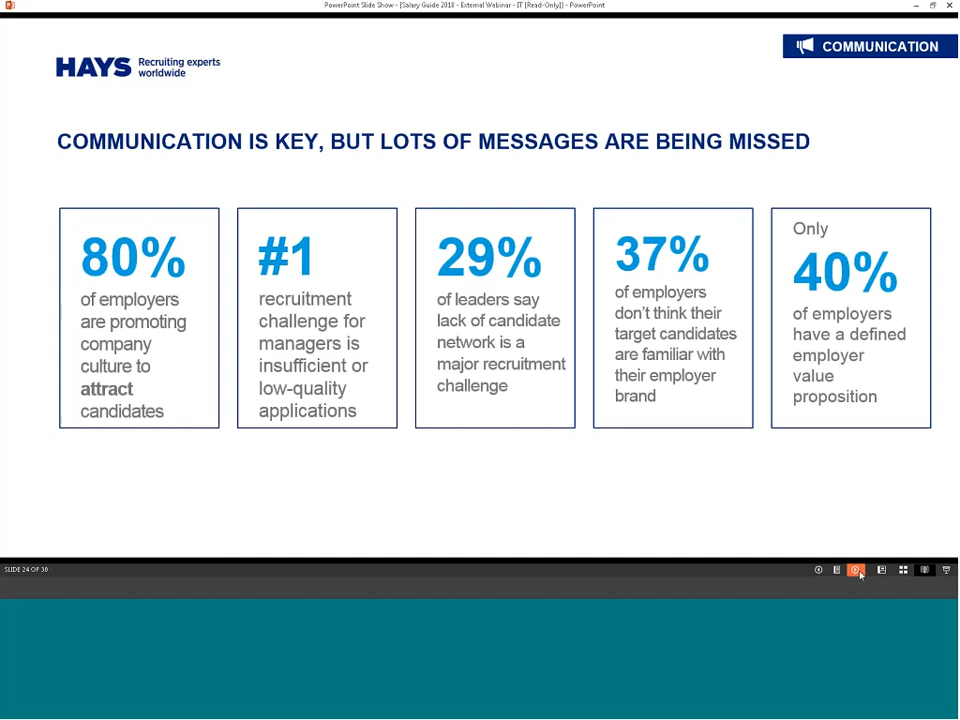 PowerPoint Slide Show - [Salary Guide 2018 - External Webinar - IT [Read-Only]] - PowerPoint
COMMUNICATION
HAYS Recruiting experts
worldwide
COMMUNICATION IS KEY, BUT LOTS OF MESSAGES ARE BEING MISSED
80%
of employers
are promoting
company
culture to
attract
candidates
#1
recruitment
challenge for
managers is
insufficient or
low-quality
applications
29%
of leaders say
lack of candidate
network is a
major recruitment
challenge
37%
of employers
don't think their
target candidates
are familiar with
their employer
brand
Only
40%
of employers
have a defined
employer
value
proposition
SLIDE 24 OF 30